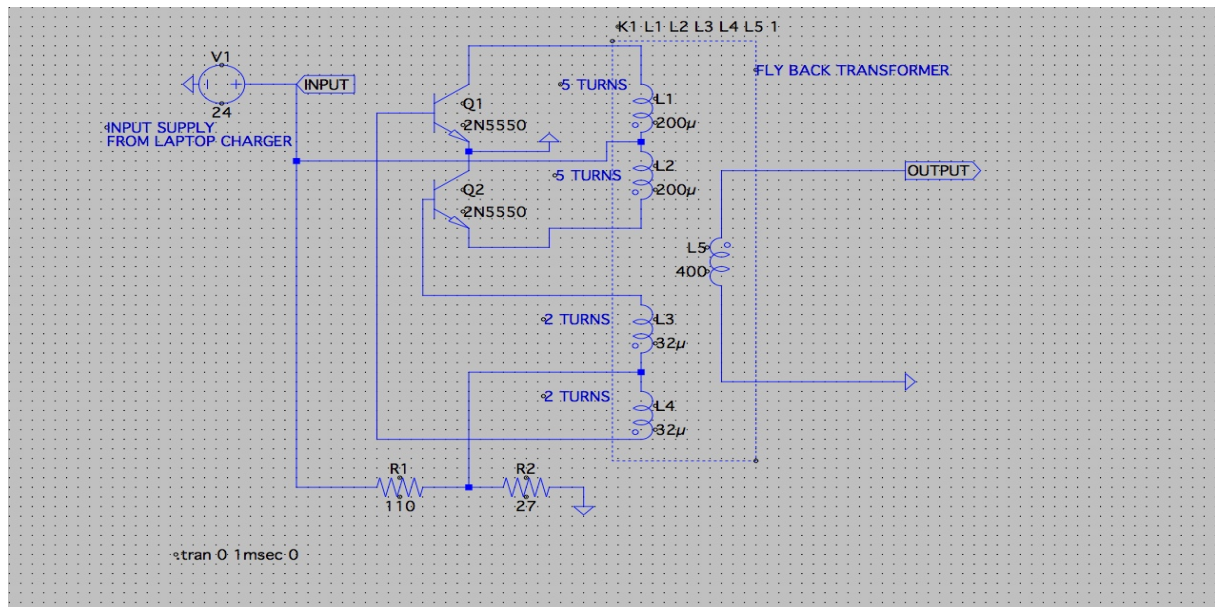 K1 L1 L2 L3 L4 L5 1
V1
INPUT
24
INPUT SUPPLY
FROM LAPTOP CHARGER
FLY BACK TRANSFORMER
5 TURNS
L1
200µ
Q1
2N5550
L2
200µ
5 TURNS
Q2
2N5550
OUTPUT
L5
400
2 TURNS
L3
32µ
2 TURNS
L4
32µ
R1
110
R2
27
.tran 0 1msec 0